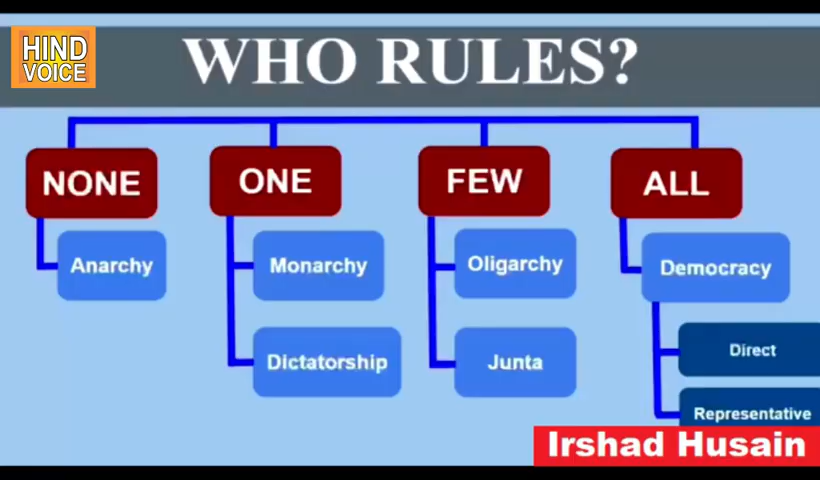 HIND
VOICE
WHO RULES?
NONE
ONE
FEW
ALL
Anarchy
Monarchy
Oligarchy
Democracy
Dictatorship
Junta
Direct
Representative
Irshad Husain